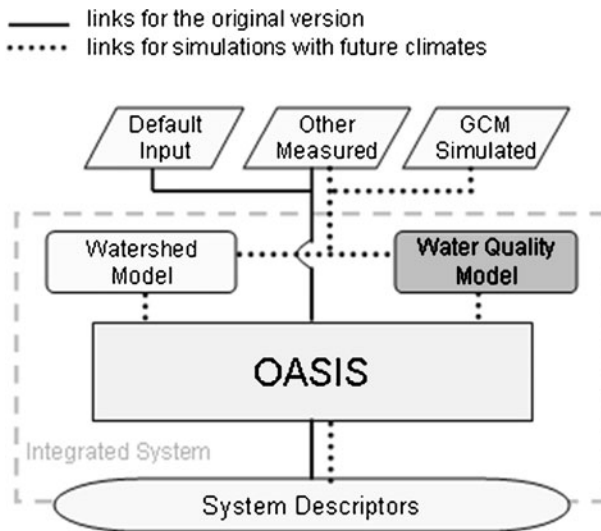 links for the original version
links for simulations with future climates
Default
Input
Other
Measured
GCM
Simulated
Watershed
Model
Water Quality
Model
OASIS
Integrated System
System Descriptors